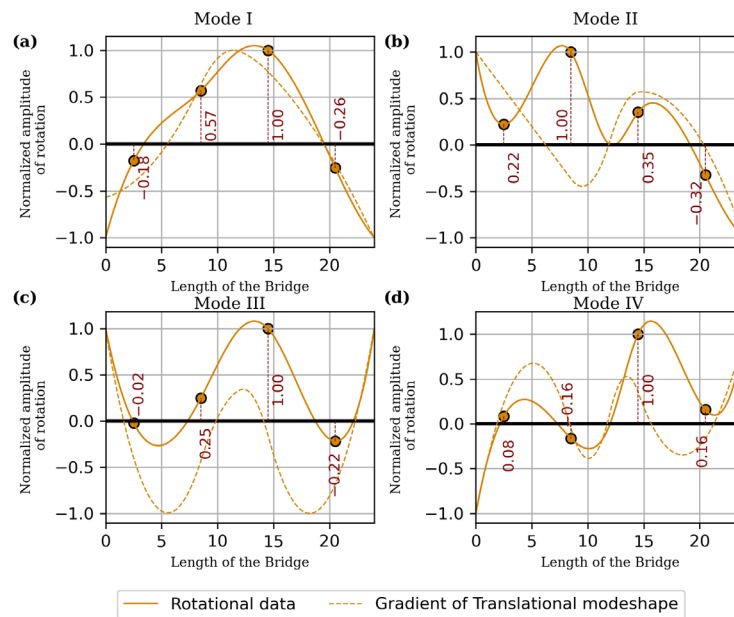 Mode I
(a)
Normalized amplitude
of rotation
1.0
0.5
0.0
−0.5
−1.0
−0.18
0.57
1.00
−0.26
0 5 10 15 20
Length of the Bridge
Mode II
(b)
Normalized amplitude
of rotation
1.0
0.5
0.0
−0.5
−1.0
0.22
1.00
0.35
−0.32
0 5 10 15 20
Length of the Bridge
Mode III
(c)
Normalized amplitude
of rotation
1.0
0.5
0.0
−0.5
−1.0
−0.02
0.25
1.00
−0.22
0 5 10 15 20
Length of the Bridge
Mode IV
(d)
Normalized amplitude
of rotation
1.0
0.5
0.0
−0.5
−1.0
0.08
−0.16
1.00
0.16
0 5 10 15 20
Length of the Bridge
Rotational data
Gradient of Translational modeshape